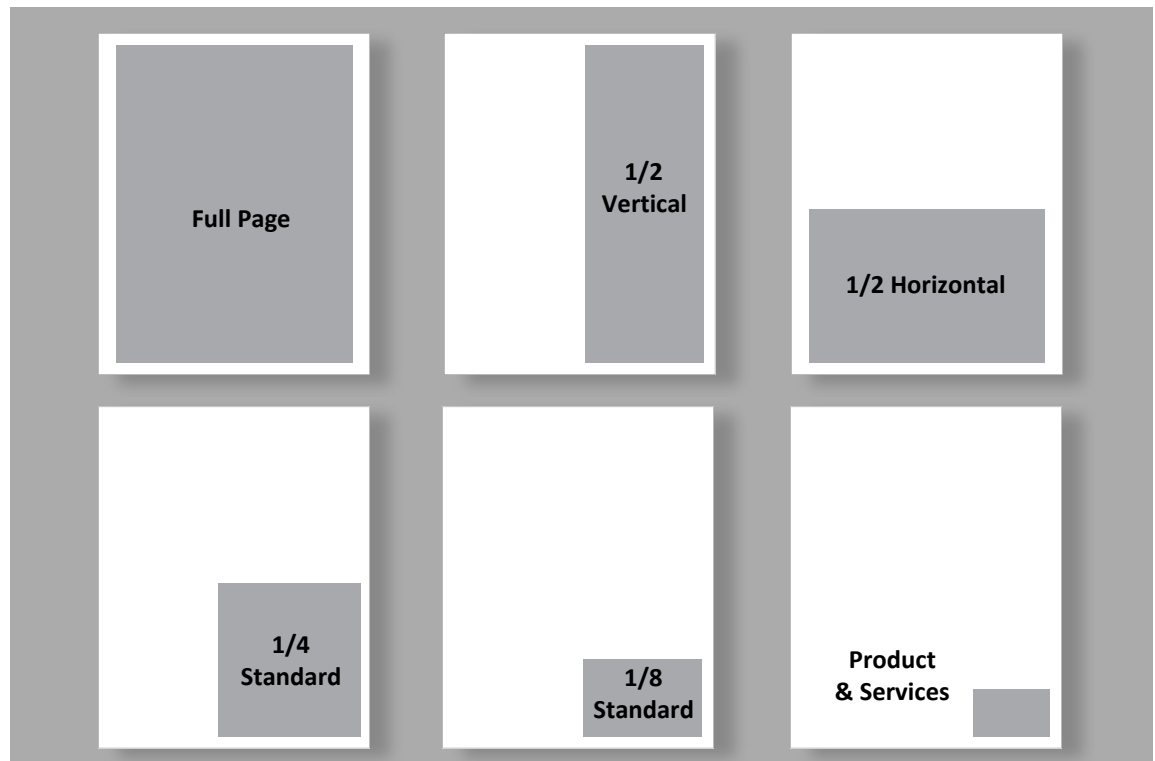 Full Page
1/2
Vertical
1/2 Horizontal
1/4
Standard
1/8
Standard
Product
& Services